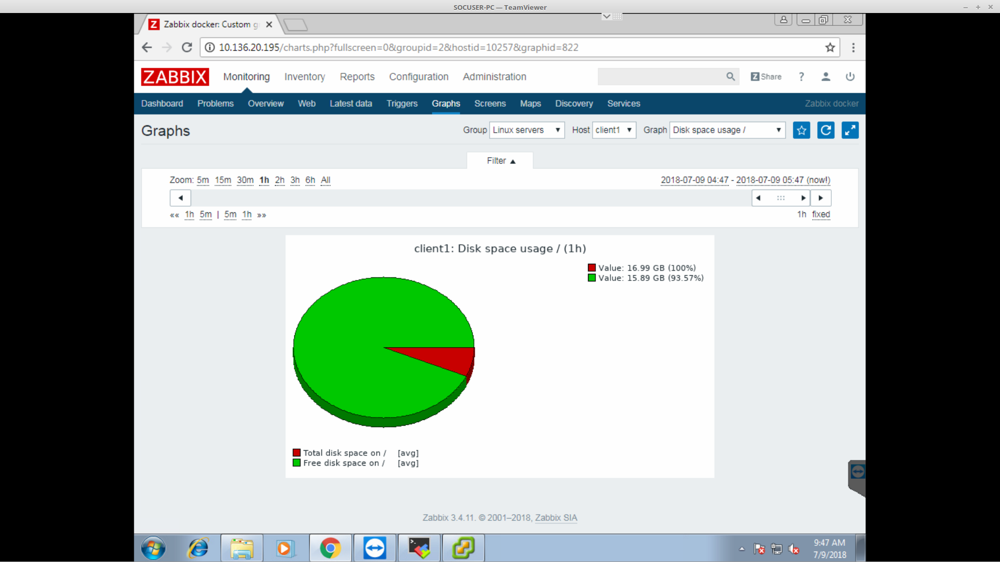 SOCUSER-PC — TeamViewer
Zabbix docker: Custom g
10.136.20.195/charts.php?fullscreen=0&groupid=2&hostid=10257&graphid=822
ZABBIX Monitoring Inventory Reports Configuration Administration Z Share ?
Dashboard Problems Overview Web Latest data Triggers Graphs Screens Maps Discovery Services Zabbix docker
Graphs Group Linux servers Host client1 Graph Disk space usage /
Filter
Zoom: 5m 15m 30m 1h 2h 3h 6h All 2018-07-09 04:47 - 2018-07-09 05:47 (now!)
«« 1h 5m | 5m 1h »» 1h fixed
client1: Disk space usage / (1h)
Value: 16.99 GB (100%)
Value: 15.89 GB (93.57%)
Total disk space on / [avg]
Free disk space on / [avg]
Zabbix 3.4.11. © 2001–2018, Zabbix SIA
9:47 AM
7/9/2018